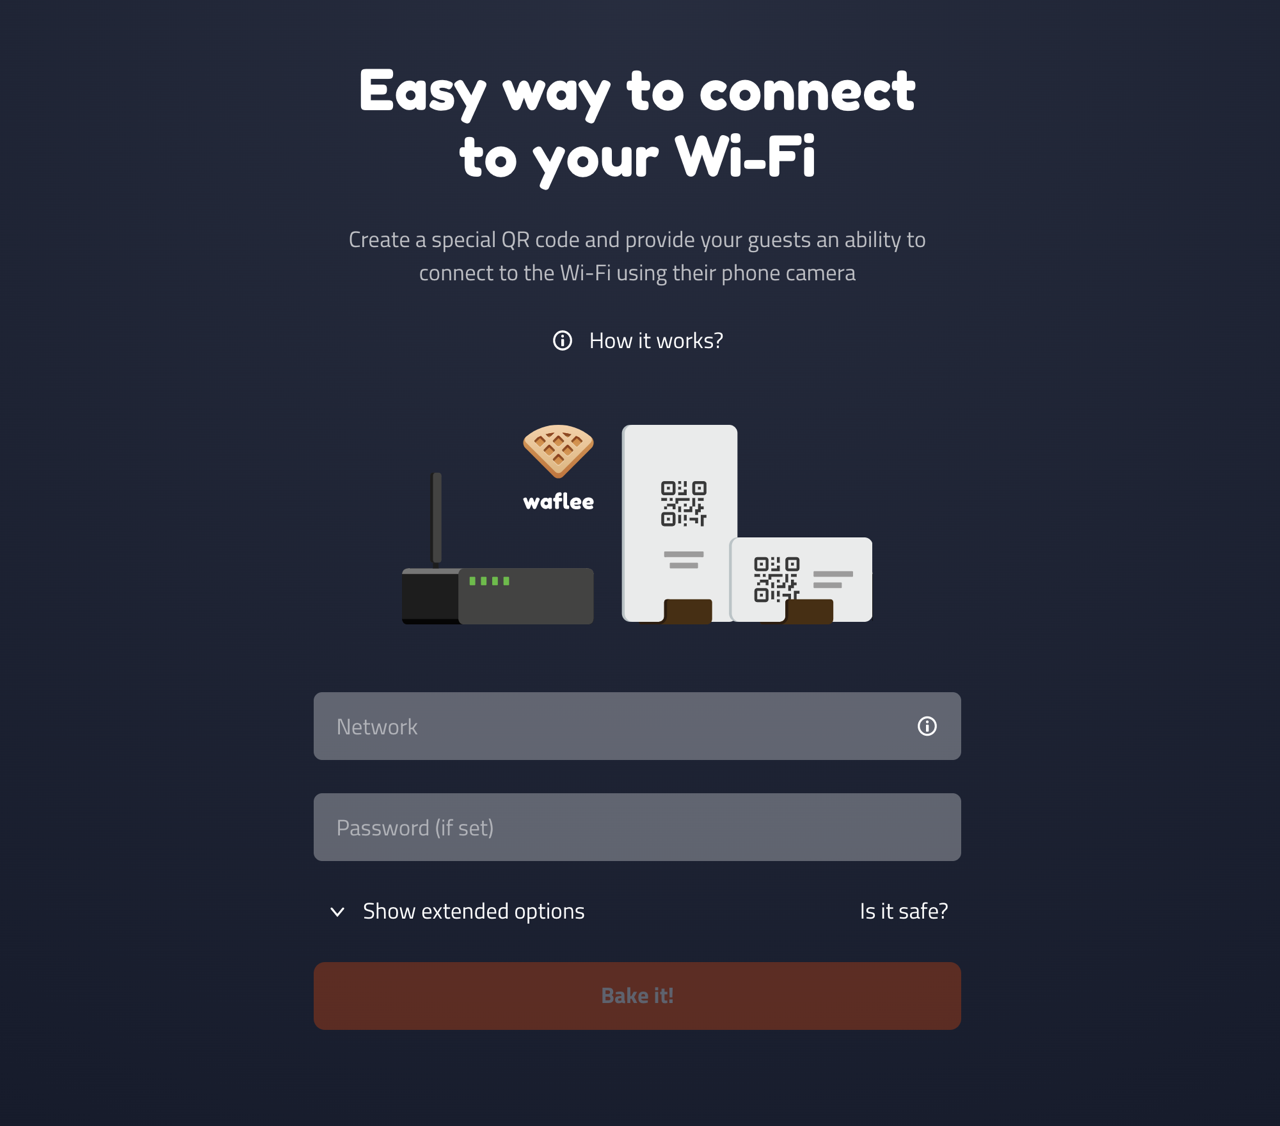 Easy way to connect
to your Wi-Fi
Create a special QR code and provide your guests an ability to
connect to the Wi-Fi using their phone camera
How it works?
waflee
Network
Password (if set)
Show extended options
Is it safe?
Bake it!